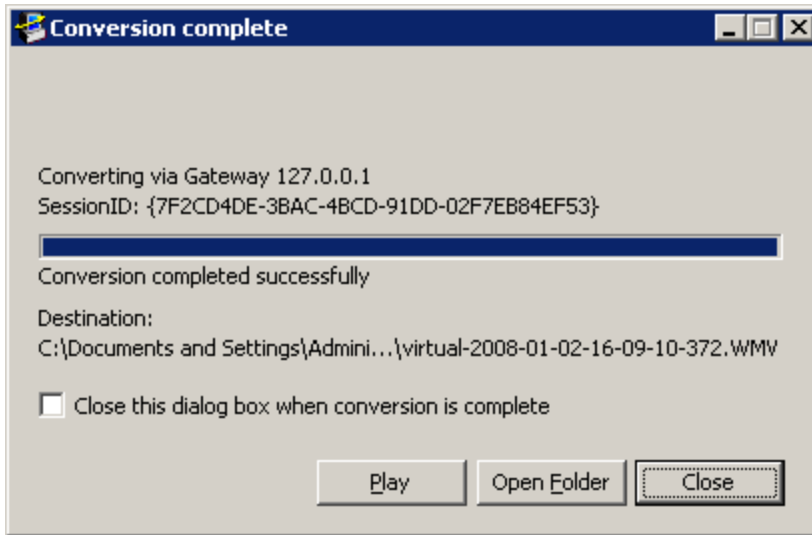 Conversion complete
Converting via Gateway 127.0.0.1
SessionID: {7F2CD4DE-3BAC-4BCD-91DD-02F7EB84EF53}
Conversion completed successfully
Destination:
C:\Documents and Settings\Admini...\virtual-2008-01-02-16-09-10-372.WMV
Close this dialog box when conversion is complete
Play Open Folder Close